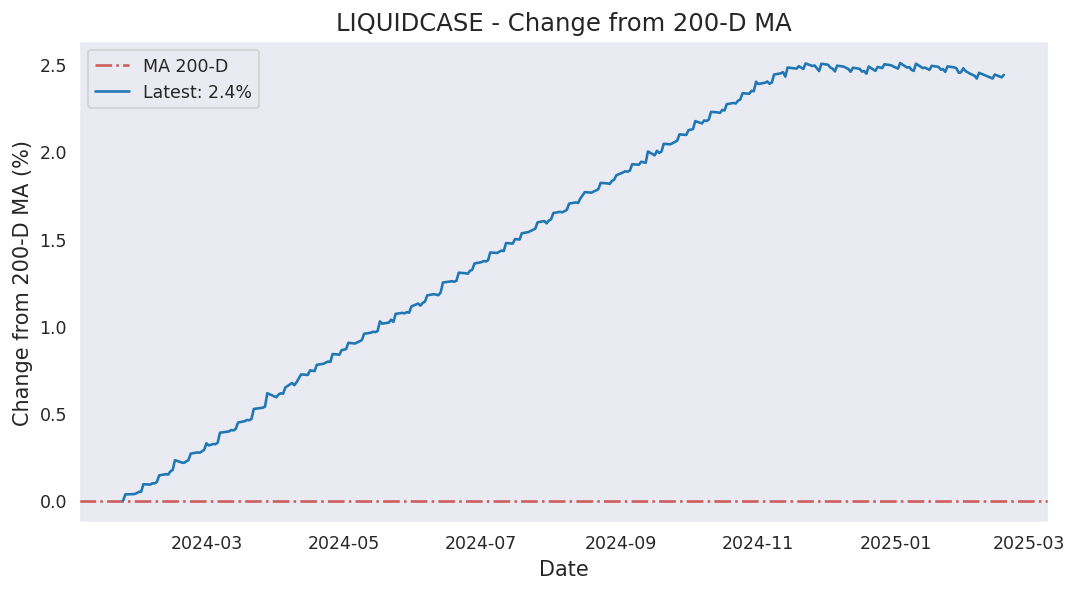 LIQUIDCASE - Change from 200-D MA
MA 200-D
Latest: 2.4%
Change from 200-D MA (%)
2.5
2.0
1.5
1.0
0.5
0.0
2024-03 2024-05 2024-07 2024-09 2024-11 2025-01 2025-03
Date